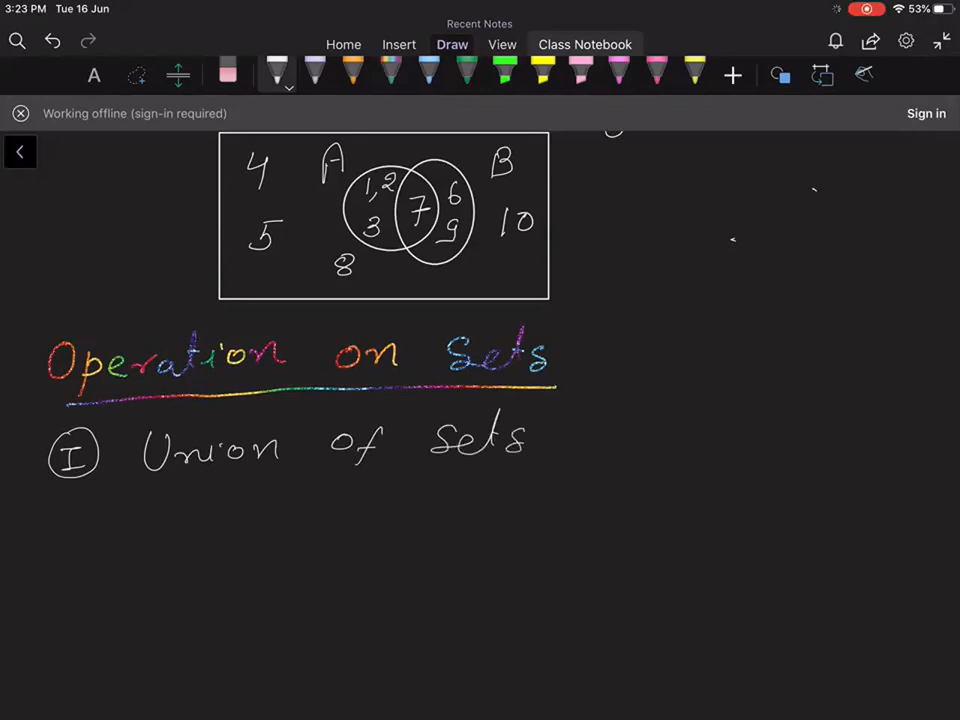 3:23 PM Tue 16 Jun
53%
Recent Notes
Home Insert Draw View Class Notebook
A
Working offline (sign-in required) Sign in
4 A B
1,2 6
7
5 3 9 10
8
Operation on Sets
I Union of sets